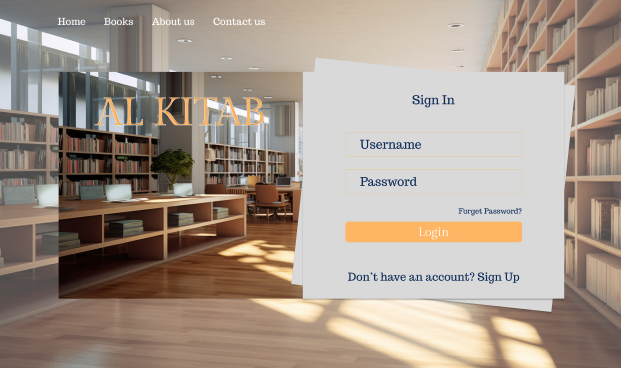 Home Books About us Contact us
AL KITAB
Sign In
Username
Password
Forget Password?
Login
Don't have an account? Sign Up